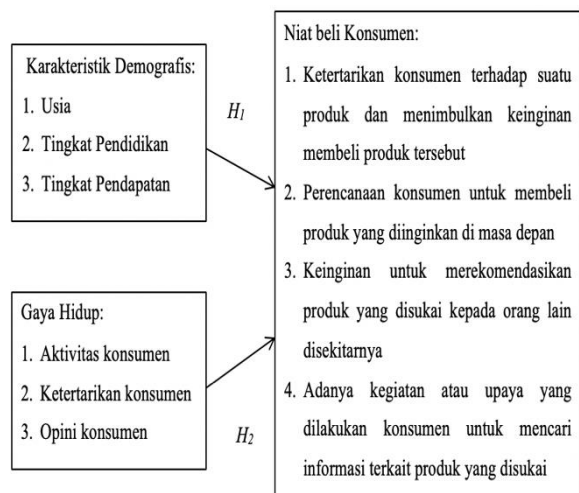 Karakteristik Demografis:
1. Usia
2. Tingkat Pendidikan
3. Tingkat Pendapatan
H1
Gaya Hidup:
1. Aktivitas konsumen
2. Ketertarikan konsumen
3. Opini konsumen
H2
Niat beli Konsumen:
1. Ketertarikan konsumen terhadap suatu
produk dan menimbulkan keinginan
membeli produk tersebut
2. Perencanaan konsumen untuk membeli
produk yang diinginkan di masa depan
3. Keinginan untuk merekomendasikan
produk yang disukai kepada orang lain
disekitarnya
4. Adanya kegiatan atau upaya yang
dilakukan konsumen untuk mencari
informasi terkait produk yang disukai